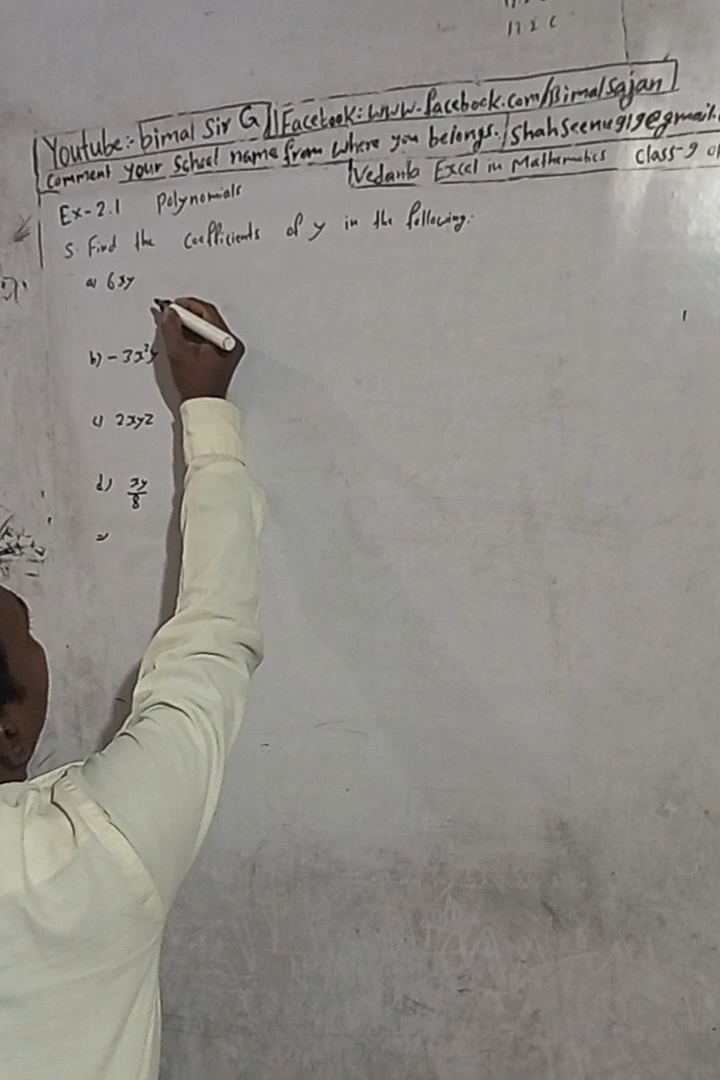 17.2 C
Youtube:- bimal Sir G || Facebook: www.facebook.com/Bimalsajan
Comment your School name from where you belongs. / shahseenu919@gmail.
Vedanta Excel in Mathematics Class-9
Ex-2.1 Polynomials
5. Find the Coefficients of y in the following:
a) 6xy
b) -3x²y
c) 2xyz
d) xy/8
=